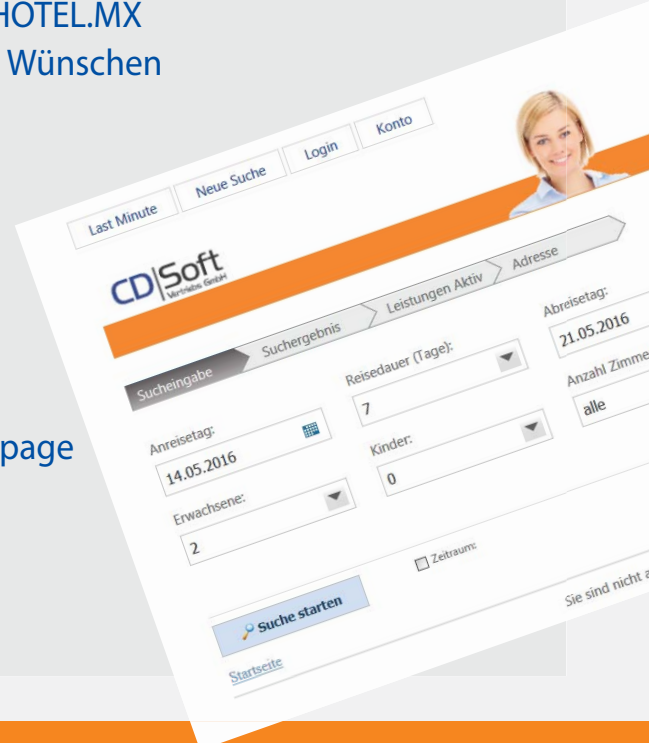 HOTEL.MX
Wünschen
page
Last Minute
Neue Suche
Login
Konto
CD|Soft
Vertriebs GmbH
Sucheingabe
Suchergebnis
Leistungen Aktiv
Adresse
Anreisetag:
Reisedauer (Tage):
Abreisetag:
14.05.2016
7
21.05.2016
Erwachsene:
Kinder:
Anzahl Zimme
2
0
alle
Zeitraum:
Suche starten
Sie sind nicht a
Startseite